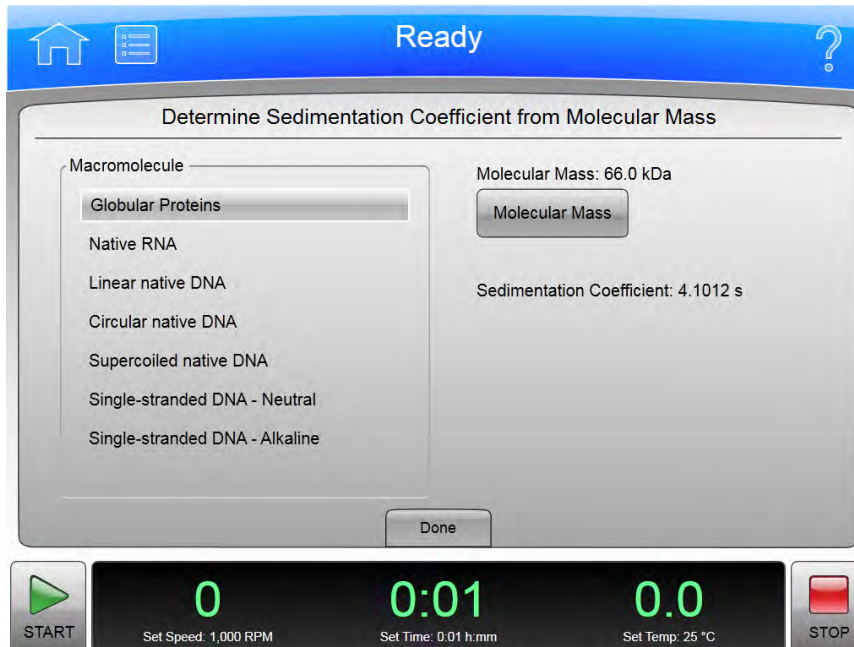 Ready
Determine Sedimentation Coefficient from Molecular Mass
Macromolecule
Globular Proteins
Native RNA
Linear native DNA
Circular native DNA
Supercoiled native DNA
Single-stranded DNA - Neutral
Single-stranded DNA - Alkaline
Molecular Mass: 66.0 kDa
Molecular Mass
Sedimentation Coefficient: 4.1012 s
Done
START
0
Set Speed: 1,000 RPM
0:01
Set Time: 0:01 h:mm
0.0
Set Temp: 25 °C
STOP